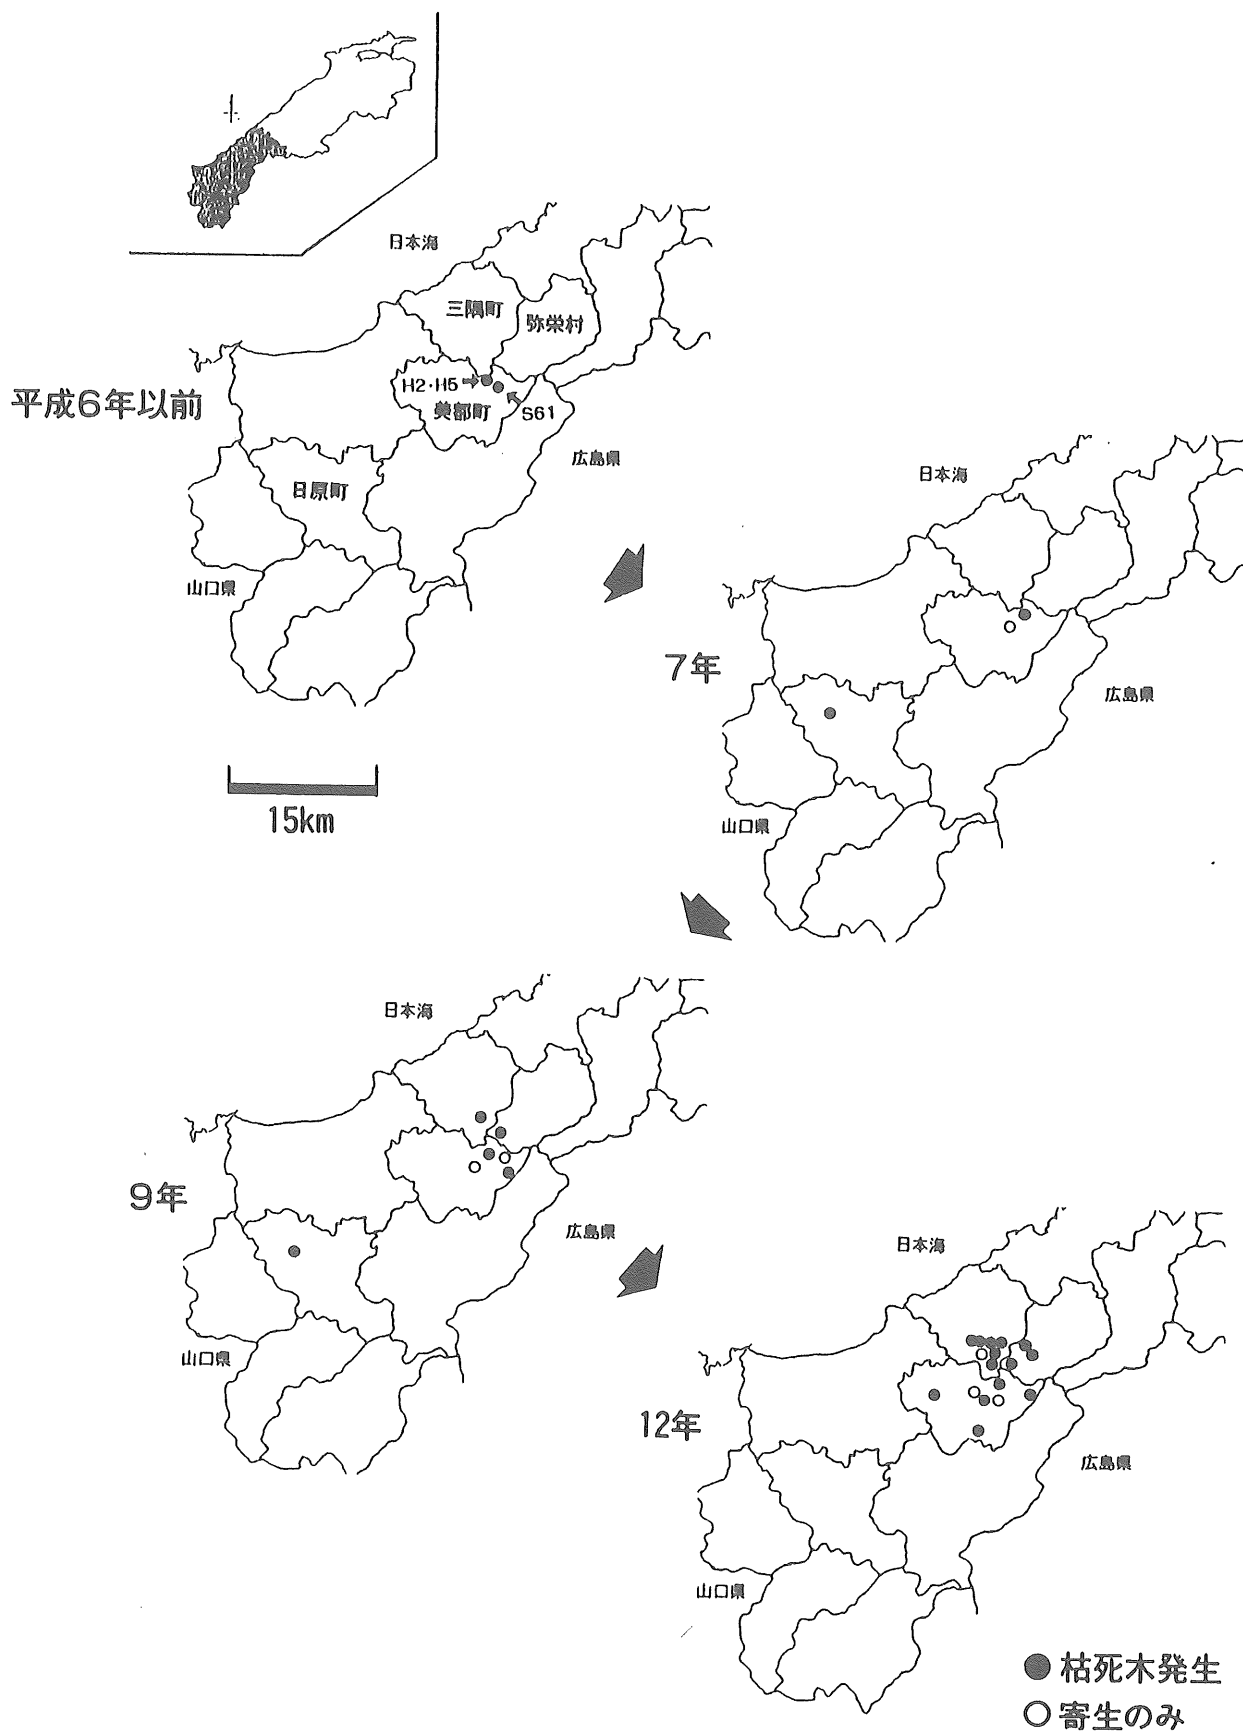 日本海
三隅町
弥栄村
H2・H5
美都町
S61
平成6年以前
広島県
日原町
山口県
15km
日本海
7年
広島県
山口県
日本海
9年
広島県
山口県
日本海
12年
広島県
山口県
枯死木発生
寄生のみ